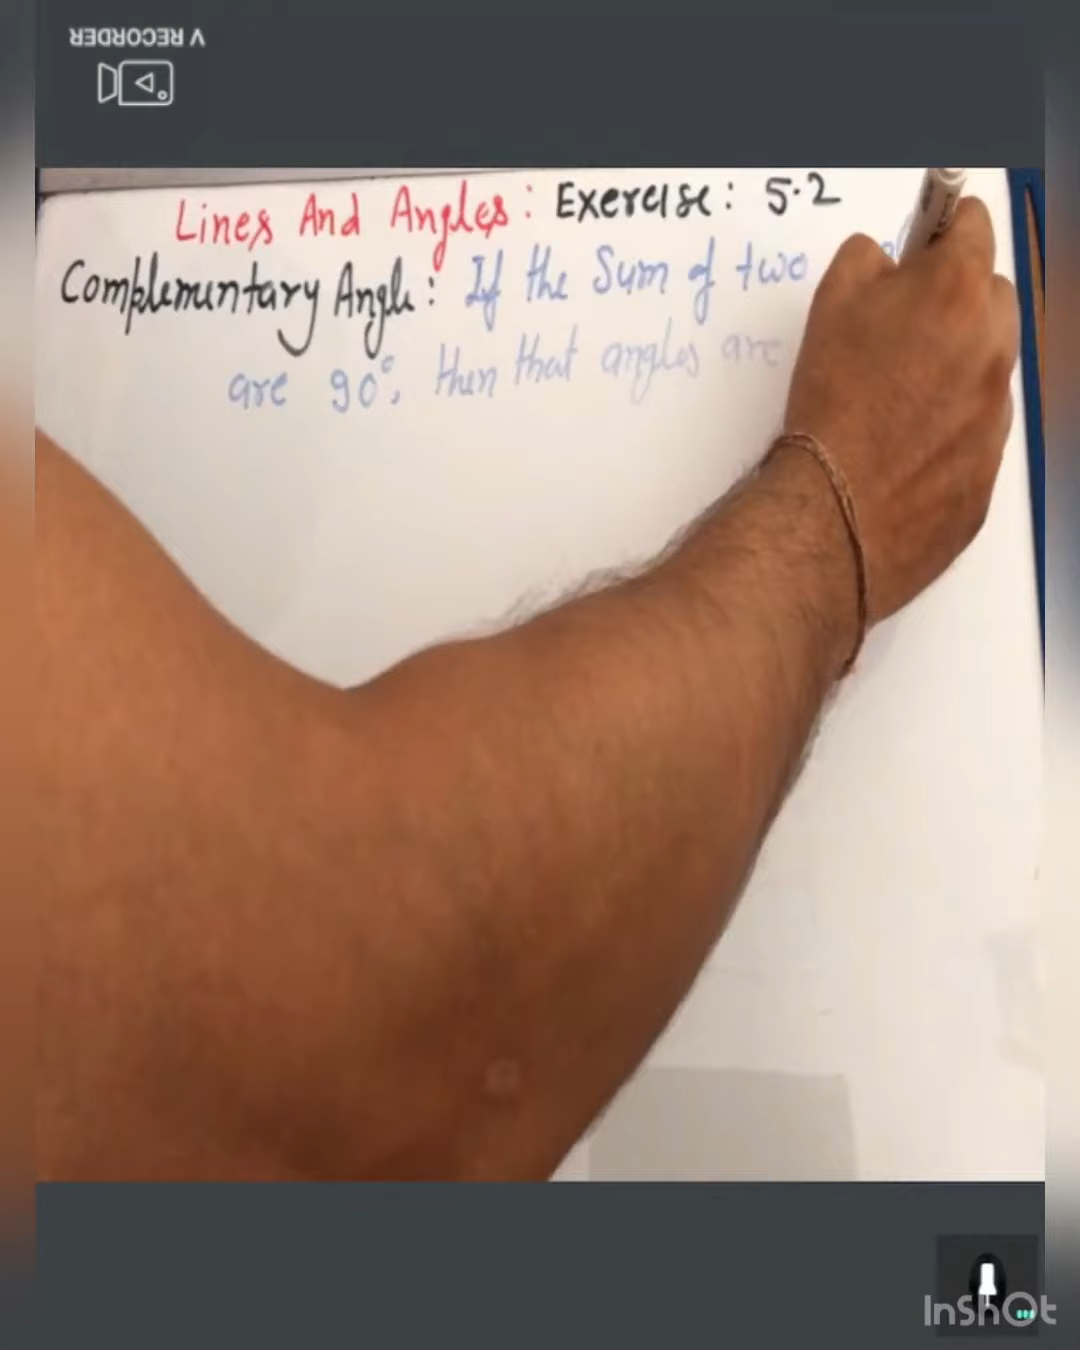 V RECORDER
Lines And Angles: Exercise: 5.2
Complementary Angle: If the Sum of two
are 90°, then that angles are
InShOt